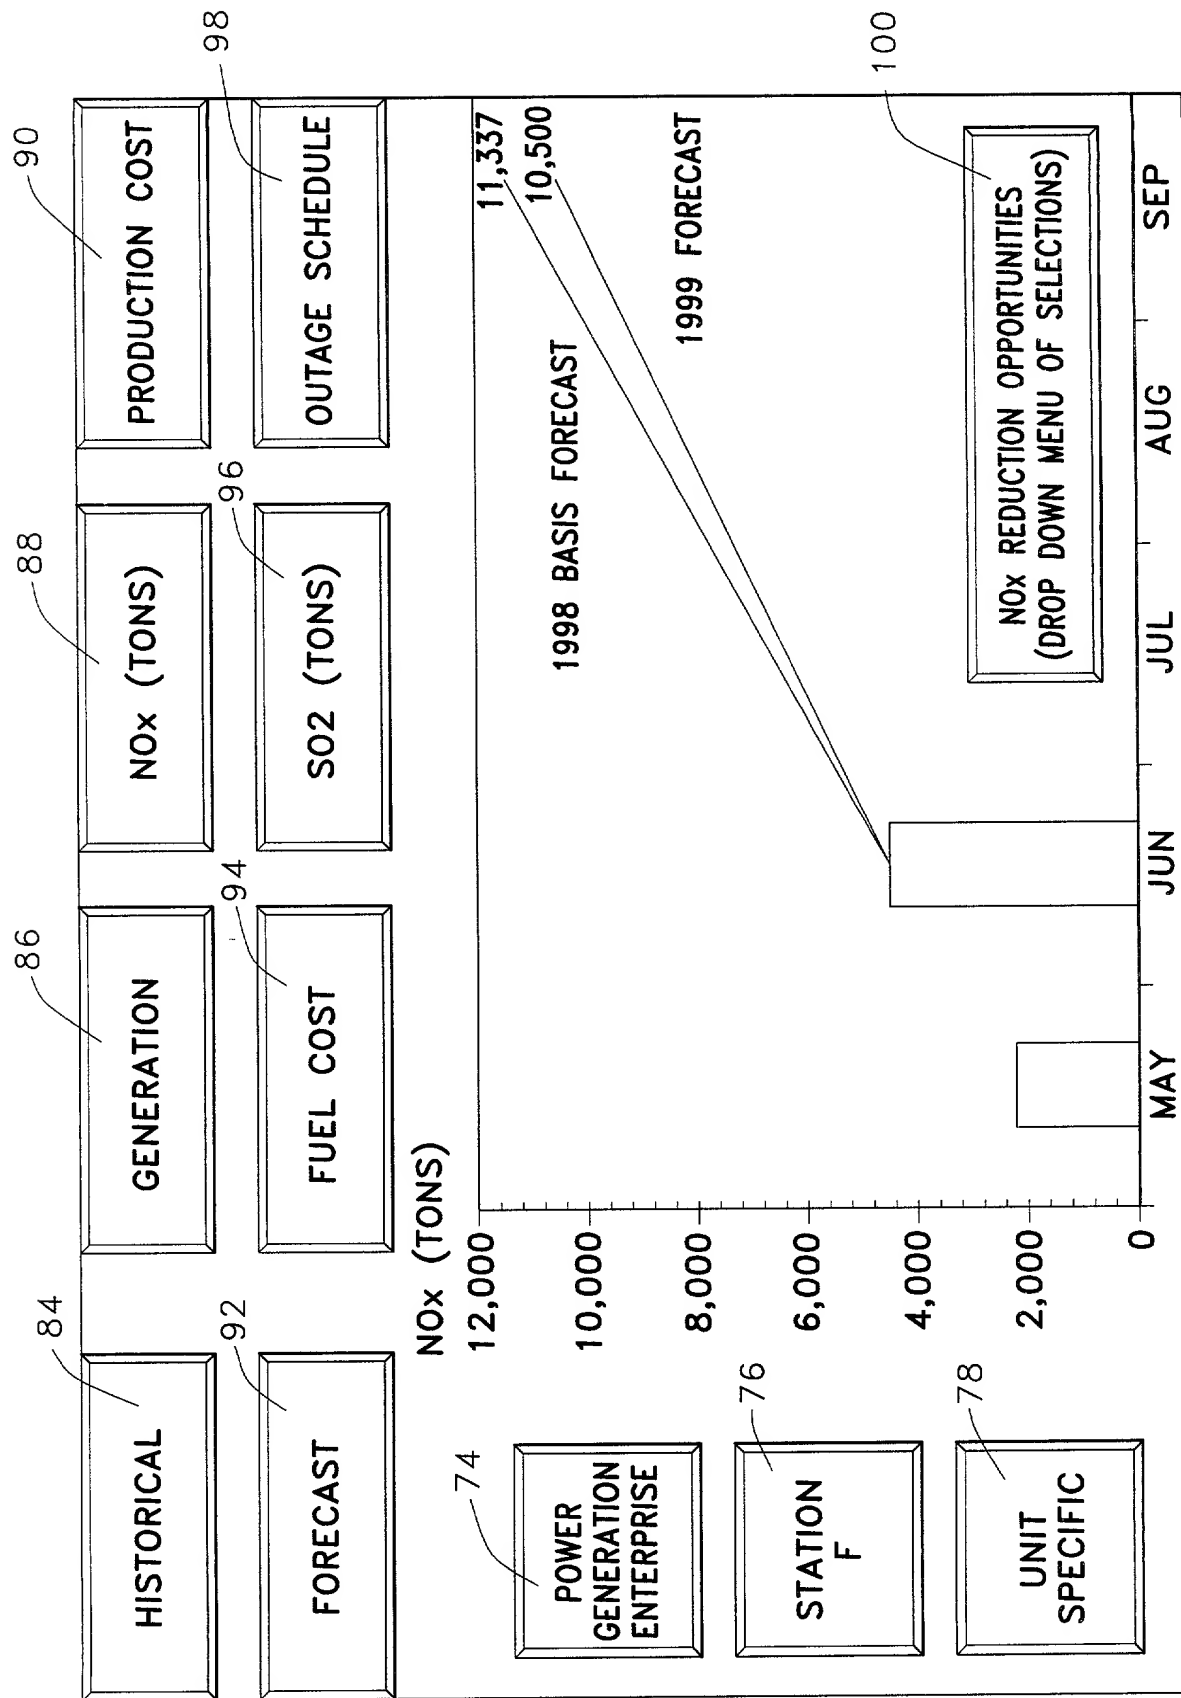 84
86
88
90
HISTORICAL
GENERATION
NOx (TONS)
PRODUCTION COST
92
94
96
98
FORECAST
FUEL COST
SO2 (TONS)
OUTAGE SCHEDULE
NOx (TONS)
12,000
10,000
8,000
6,000
4,000
2,000
0
11,337
10,500
1998 BASIS FORECAST
1999 FORECAST
74
POWER
GENERATION
ENTERPRISE
76
STATION
F
78
UNIT
SPECIFIC
100
NOx REDUCTION OPPORTUNITIES
(DROP DOWN MENU OF SELECTIONS)
MAY
JUN
JUL
AUG
SEP